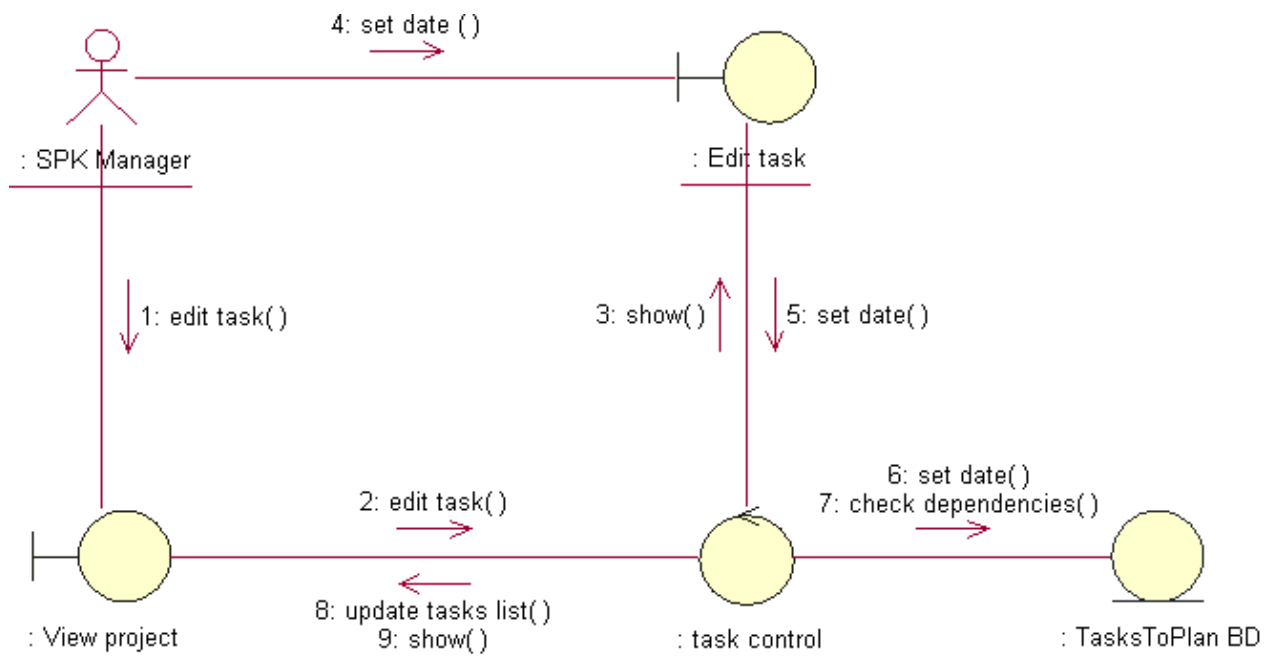 4: set date ( )
: SPK Manager
: Edit task
1: edit task( )
3: show( )
5: set date( )
2: edit task( )
6: set date( )
7: check dependencies( )
8: update tasks list( )
9: show( )
: View project
: task control
: TasksToPlan BD